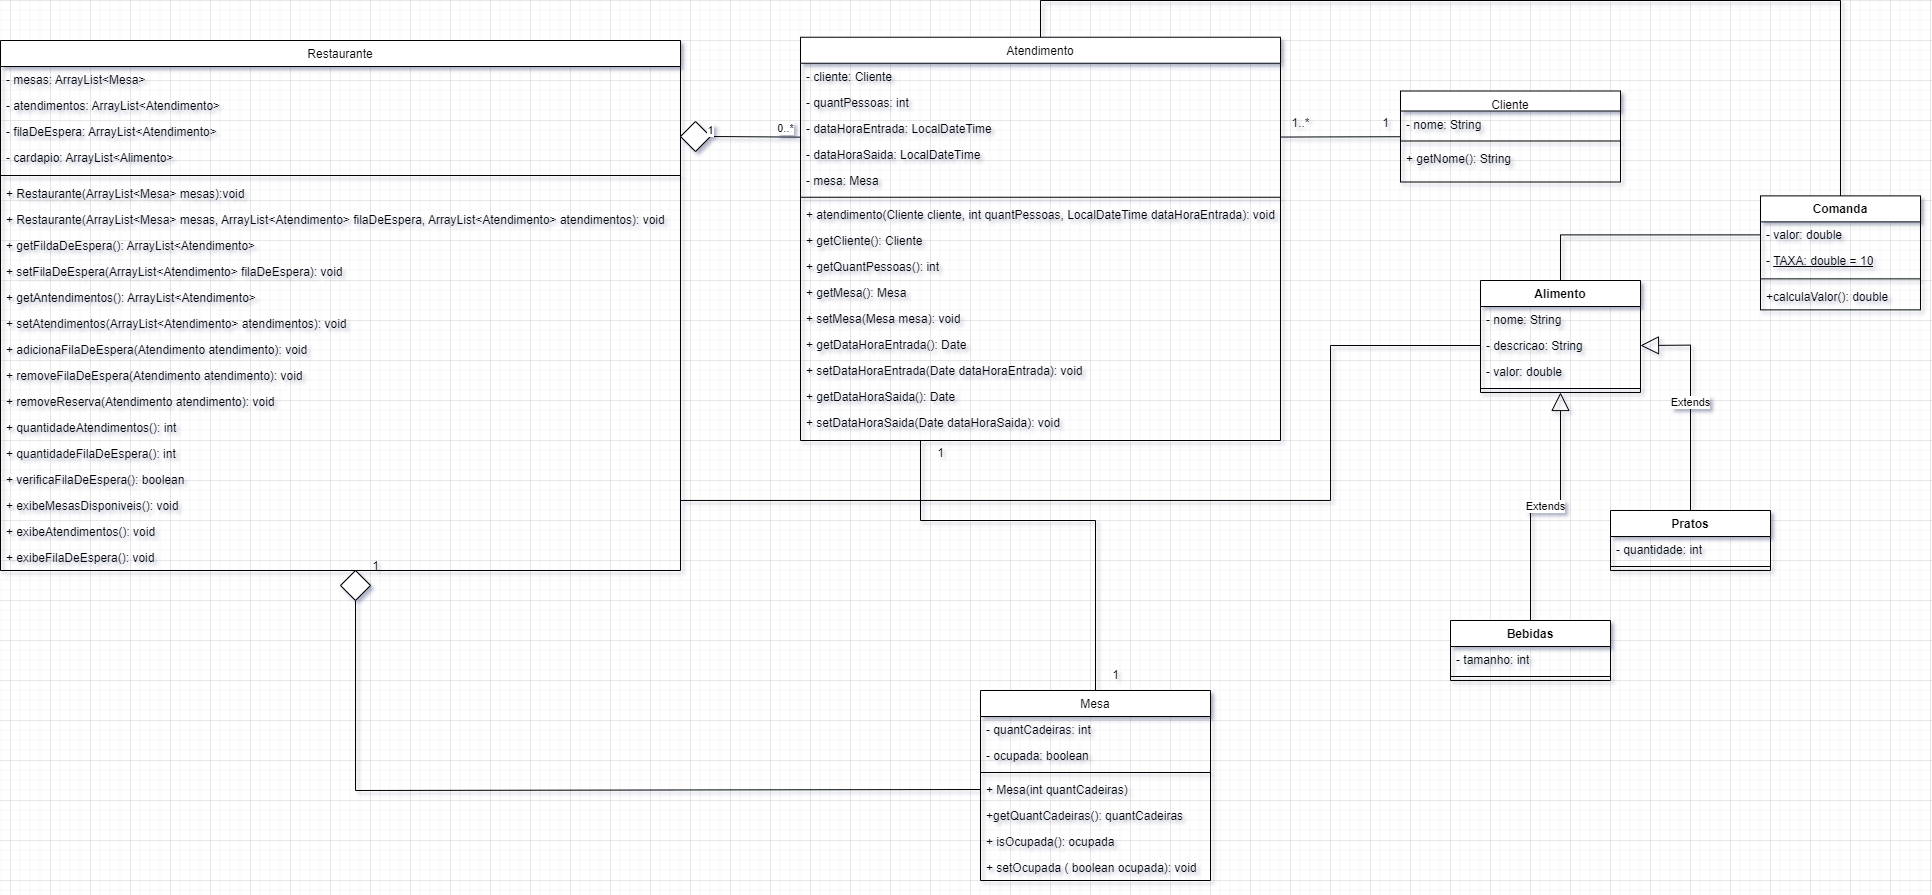 Restaurante
- mesas: ArrayList<Mesa>
- atendimentos: ArrayList<Atendimento>
- filaDeEspera: ArrayList<Atendimento>
- cardapio: ArrayList<Alimento>
+ Restaurante(ArrayList<Mesa> mesas):void
+ Restaurante(ArrayList<Mesa> mesas, ArrayList<Atendimento> filaDeEspera, ArrayList<Atendimento> atendimentos): void
+ getFildaDeEspera(): ArrayList<Atendimento>
+ setFilaDeEspera(ArrayList<Atendimento> filaDeEspera): void
+ getAntendimentos(): ArrayList<Atendimento>
+ setAtendimentos(ArrayList<Atendimento> atendimentos): void
+ adicionaFilaDeEspera(Atendimento atendimento): void
+ removeFilaDeEspera(Atendimento atendimento): void
+ removeReserva(Atendimento atendimento): void
+ quantidadeAtendimentos(): int
+ quantidadeFilaDeEspera(): int
+ verificaFilaDeEspera(): boolean
+ exibeMesasDisponiveis(): void
+ exibeAtendimentos(): void
+ exibeFilaDeEspera(): void
1
0..*
1
Atendimento
- cliente: Cliente
- quantPessoas: int
- dataHoraEntrada: LocalDateTime
- dataHoraSaida: LocalDateTime
- mesa: Mesa
+ atendimento(Cliente cliente, int quantPessoas, LocalDateTime dataHoraEntrada): void
+ getCliente(): Cliente
+ getQuantPessoas(): int
+ getMesa(): Mesa
+ setMesa(Mesa mesa): void
+ getDataHoraEntrada(): Date
+ setDataHoraEntrada(Date dataHoraEntrada): void
+ getDataHoraSaida(): Date
+ setDataHoraSaida(Date dataHoraSaida): void
1
1..*
1
Cliente
- nome: String
+ getNome(): String
Comanda
- valor: double
- TAXA: double = 10
+calculaValor(): double
Alimento
- nome: String
- descricao: String
- valor: double
Extends
Extends
Pratos
- quantidade: int
Bebidas
- tamanho: int
1
Mesa
- quantCadeiras: int
- ocupada: boolean
+ Mesa(int quantCadeiras)
+getQuantCadeiras(): quantCadeiras
+ isOcupada(): ocupada
+ setOcupada ( boolean ocupada): void